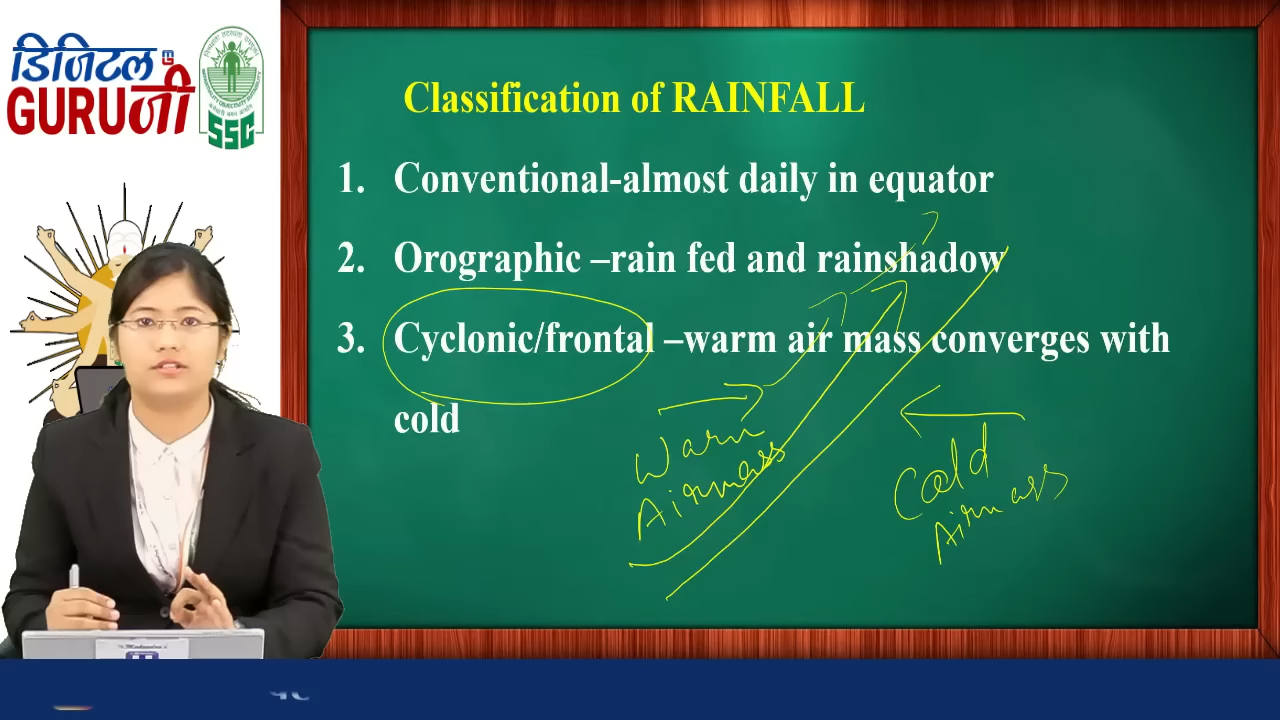 डिजिटल
GURUजी
SSC
Classification of RAINFALL
1. Conventional-almost daily in equator
2. Orographic –rain fed and rainshadow
3. Cyclonic/frontal –warm air mass converges with
cold
Warm
Airmass
Cold
Airmass